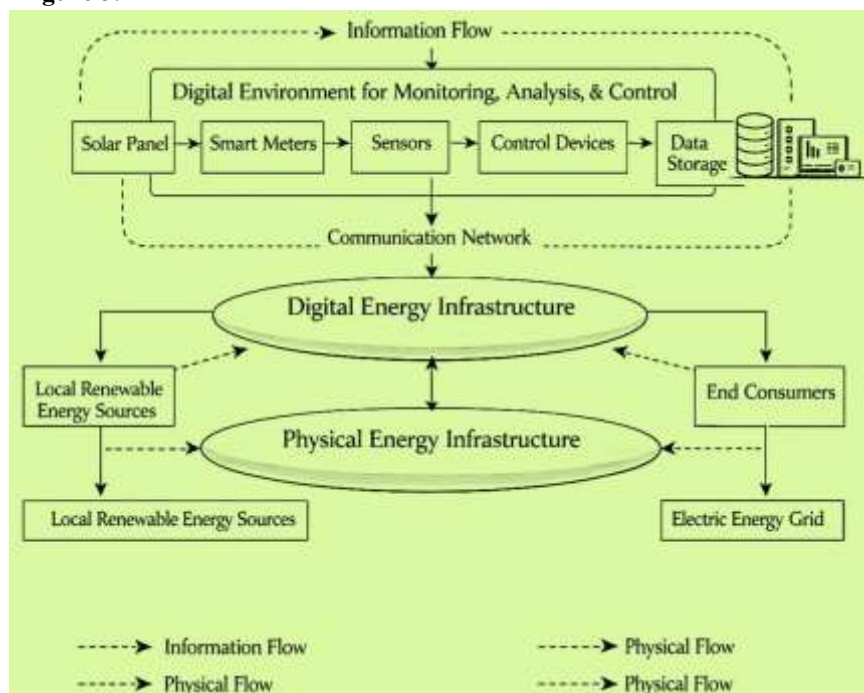 Information Flow
Digital Environment for Monitoring, Analysis, & Control
Solar Panel
Smart Meters
Sensors
Control Devices
Data
Storage
Communication Network
Digital Energy Infrastructure
Local Renewable
Energy Sources
End Consumers
Physical Energy Infrastructure
Local Renewable Energy Sources
Electric Energy Grid
Information Flow
Physical Flow
Physical Flow
Physical Flow